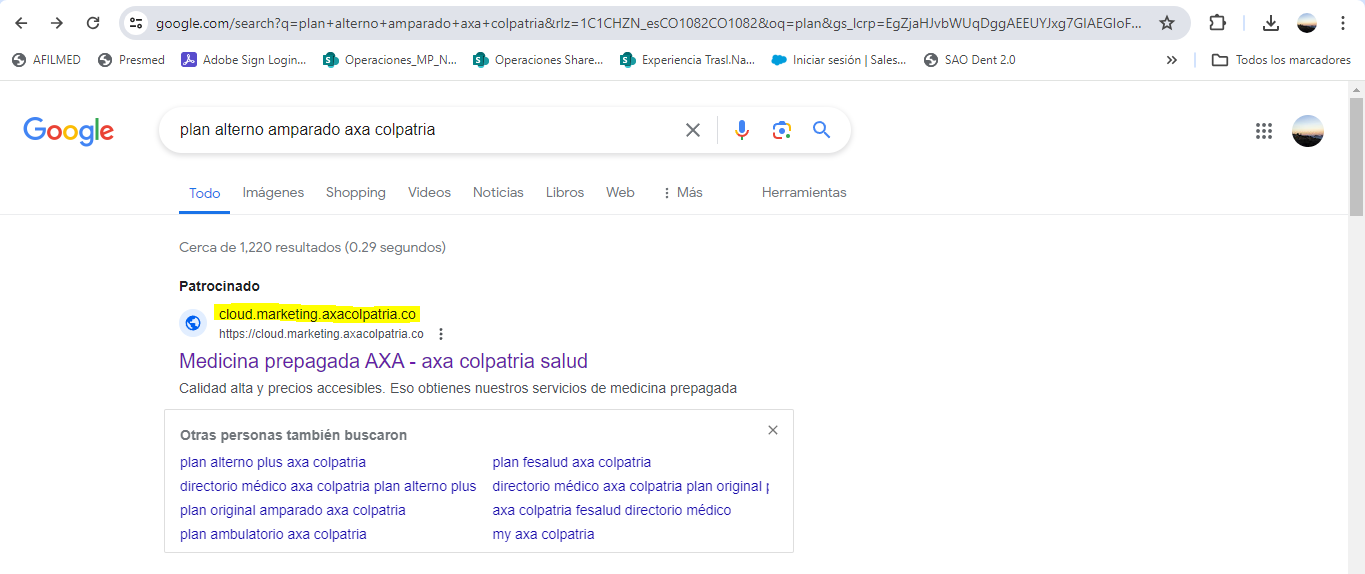 google.com/search?q=plan+alterno+amparado+axa+colpatria&rlz=1C1CHZN_esCO1082CO1082&oq=plan&gs_lcrp=EgZjaHJvbWUqDggAEEUYJxg7GIAEGIoF...
AFILMED Presmed Adobe Sign Login... Operaciones_MP_N... Operaciones Share... Experiencia Trasl.Na... Iniciar sesión | Sales... SAO Dent 2.0 » Todos los marcadores
Google plan alterno amparado axa colpatria
Todo Imágenes Shopping Videos Noticias Libros Web Más Herramientas
Cerca de 1,220 resultados (0.29 segundos)
Patrocinado
cloud.marketing.axacolpatria.co
https://cloud.marketing.axacolpatria.co
Medicina prepagada AXA - axa colpatria salud
Calidad alta y precios accesibles. Eso obtienes nuestros servicios de medicina prepagada
Otras personas también buscaron
plan alterno plus axa colpatria plan fesalud axa colpatria
directorio médico axa colpatria plan alterno plus directorio médico axa colpatria plan original p
plan original amparado axa colpatria axa colpatria fesalud directorio médico
plan ambulatorio axa colpatria my axa colpatria